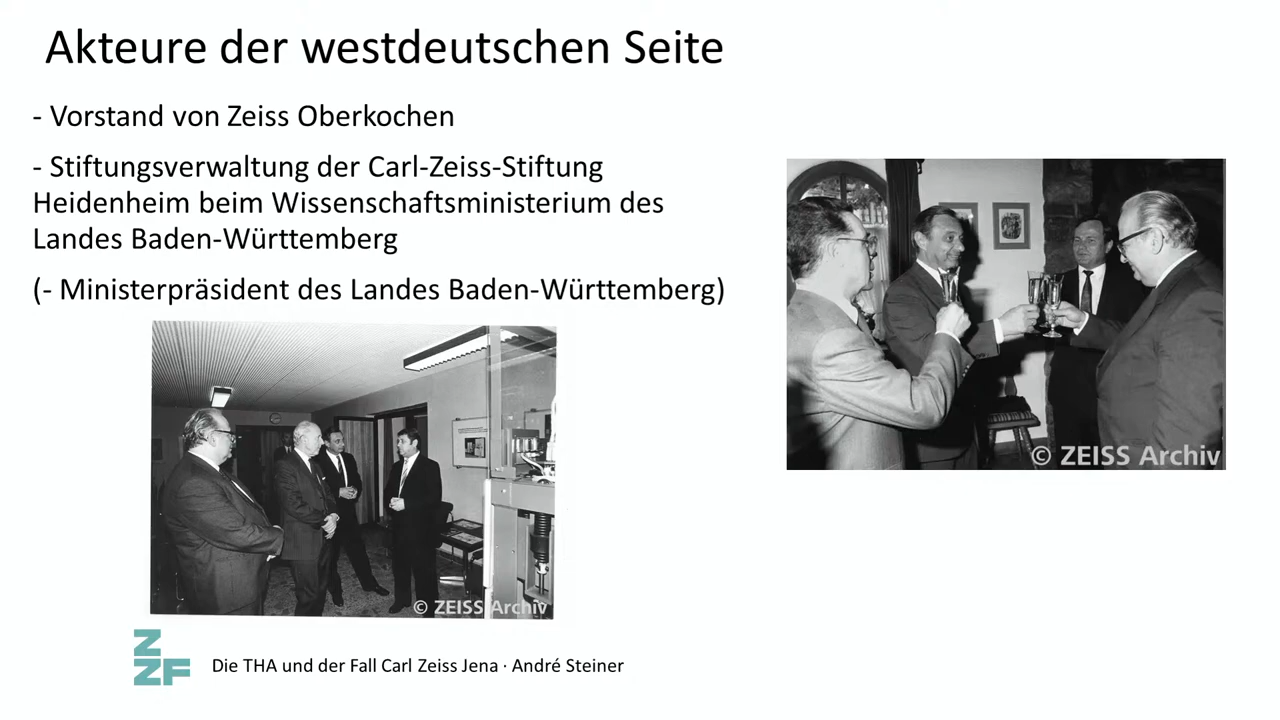 Akteure der westdeutschen Seite
- Vorstand von Zeiss Oberkochen
- Stiftungsverwaltung der Carl-Zeiss-Stiftung
Heidenheim beim Wissenschaftsministerium des
Landes Baden-Württemberg
(- Ministerpräsident des Landes Baden-Württemberg)
© ZEISS Archiv
© ZEISS Archiv
Z
ZF
Die THA und der Fall Carl Zeiss Jena · André Steiner